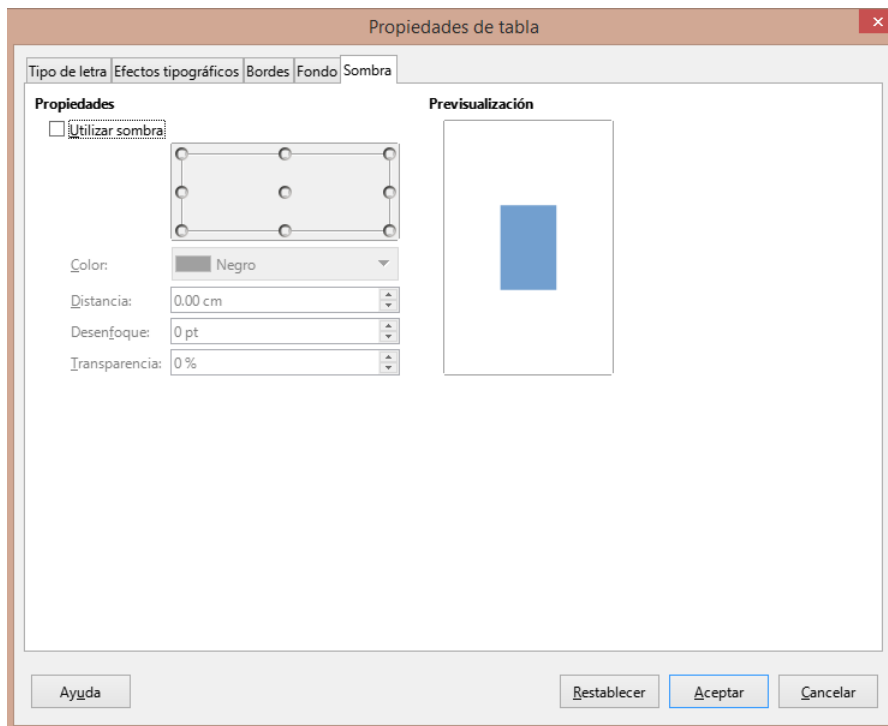 Propiedades de tabla
Tipo de letra Efectos tipográficos Bordes Fondo Sombra
Propiedades
Utilizar sombra
Color: Negro
Distancia: 0.00 cm
Desenfoque: 0 pt
Transparencia: 0 %
Previsualización
Ayuda Restablecer Aceptar Cancelar